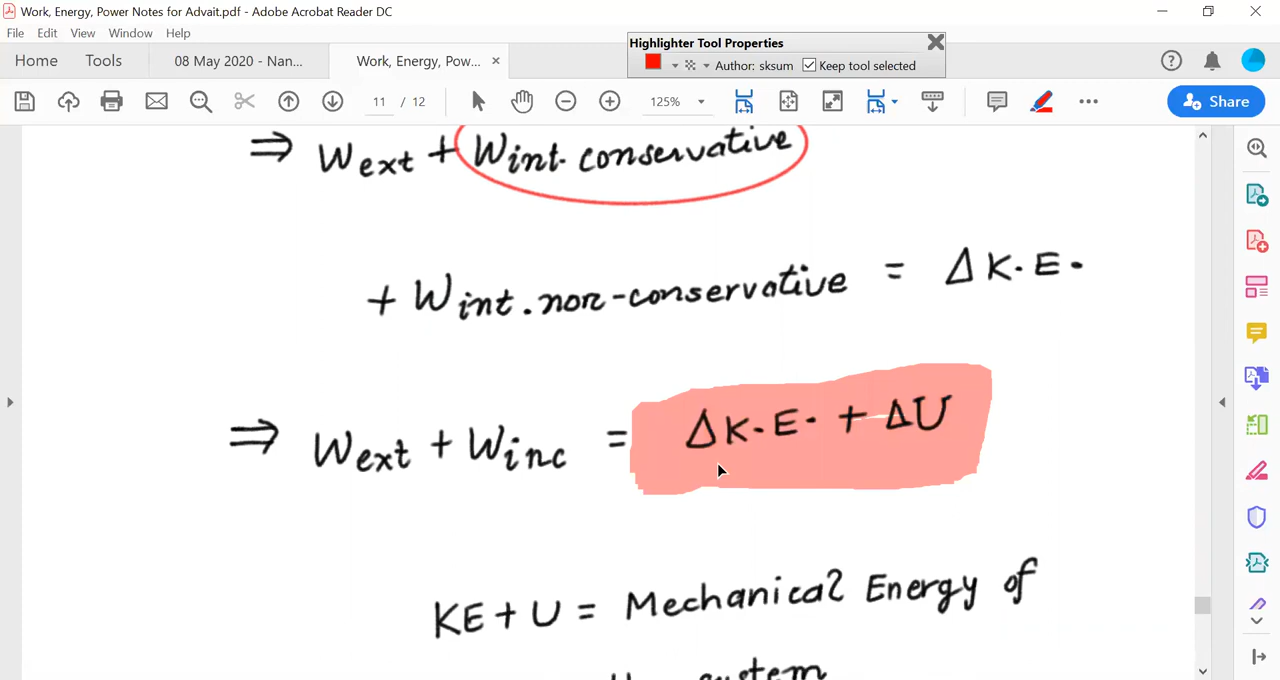 Work, Energy, Power Notes for Advait.pdf - Adobe Acrobat Reader DC
File Edit View Window Help
Highlighter Tool Properties
Author: sksum Keep tool selected
Home Tools 08 May 2020 - Nan... Work, Energy, Pow... ×
11 / 12 125% Share
⇒ Wext + Wint. conservative
+ Wint. non-conservative = ΔK.E.
⇒ Wext + Winc = ΔK.E. + ΔU
KE + U = Mechanical Energy of
system